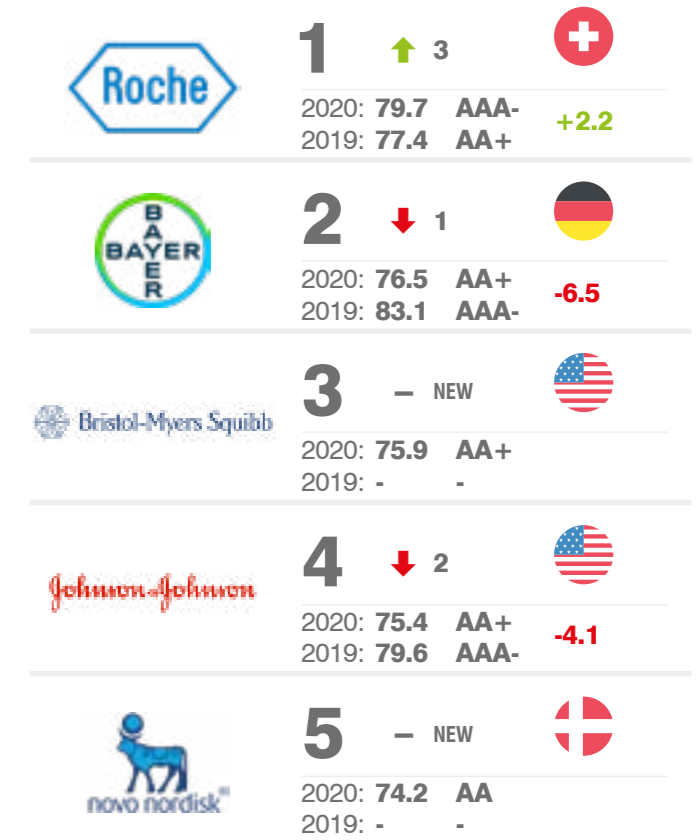 Roche
1 3
2020: 79.7 AAA-
2019: 77.4 AA+
+2.2
BAYER
BAYER
2 1
2020: 76.5 AA+
2019: 83.1 AAA-
-6.5
Bristol-Myers Squibb
3 – NEW
2020: 75.9 AA+
2019: - -
Johnson&Johnson
4 2
2020: 75.4 AA+
2019: 79.6 AAA-
-4.1
novo nordisk®
5 – NEW
2020: 74.2 AA
2019: - -